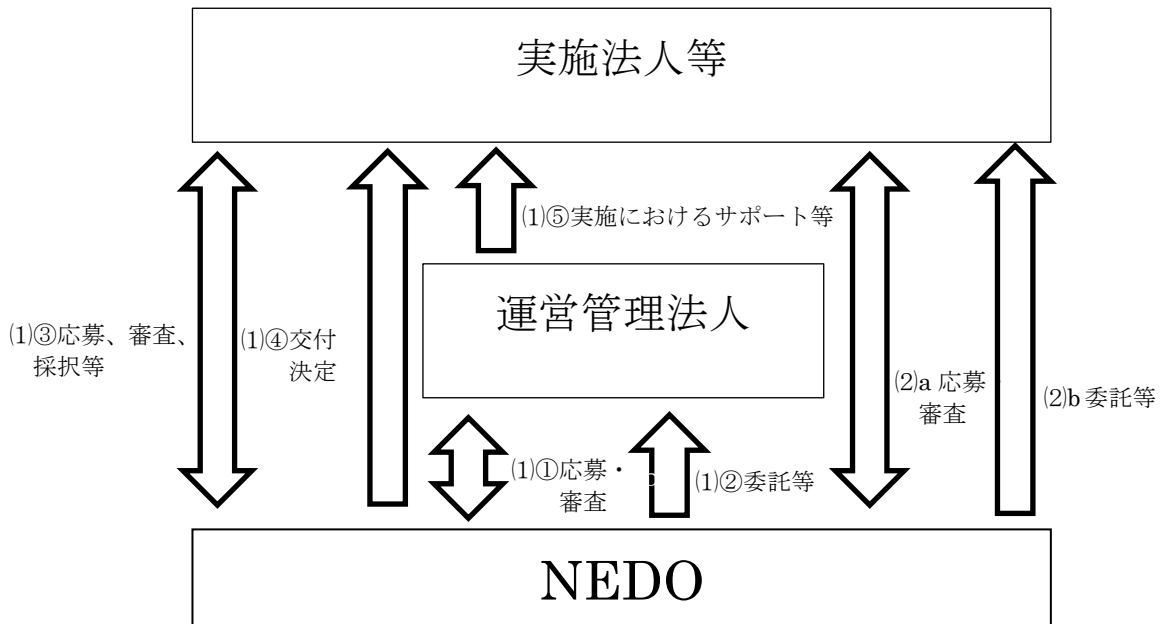 実施法人等
⑴⑤実施におけるサポート等
運営管理法人
⑴③応募、審査、
採択等
⑴④交付
決定
⑵a 応募・
審査
⑵b 委託等
⑴①応募・
審査
⑴②委託等
NEDO